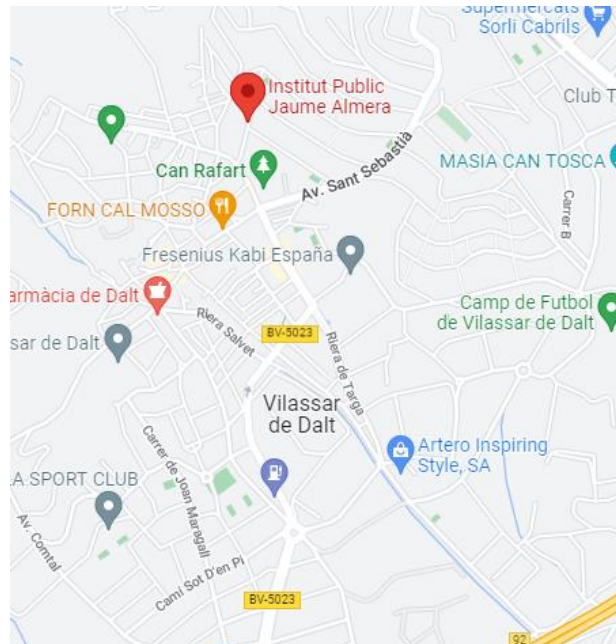 Supermercats
Sorli Cabrils
Institut Public
Jaume Almera
Club T
MASIA CAN TOSCA
Can Rafart
Av. Sant Sebastià
FORN CAL MOSSO
Carrer B
Fresenius Kabi España
armàcia de Dalt
Camp de Futbol
de Vilassar de Dalt
Riera Salvet
BV-5023
Riera de Targa
sar de Dalt
Vilassar
de Dalt
Artero Inspiring
Style, SA
Carrer de Joan Maragall
LA SPORT CLUB
Av. Comtal
Camí Sot D'en Pi
BV-5023
92